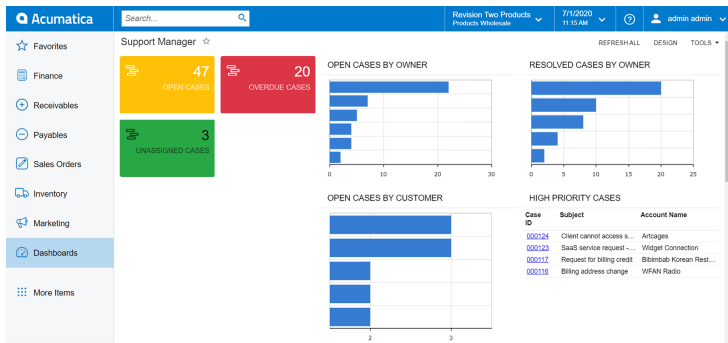 Acumatica
Search...
Revision Two Products
Products Wholesale
7/1/2020
11:15 AM
admin admin
Favorites
Finance
Receivables
Payables
Sales Orders
Inventory
Marketing
Dashboards
More Items
Support Manager
REFRESH ALL DESIGN TOOLS
47
OPEN CASES
20
OVERDUE CASES
3
UNASSIGNED CASES
OPEN CASES BY OWNER
0 10 20 30
RESOLVED CASES BY OWNER
0 5 10 15 20 25
OPEN CASES BY CUSTOMER
2 3
HIGH PRIORITY CASES
Case ID Subject Account Name
000124 Client cannot access s... Artcages
000123 SaaS service request -... Widget Connection
000117 Request for billing credit Bibimbab Korean Rest...
000116 Billing address change WFAN Radio